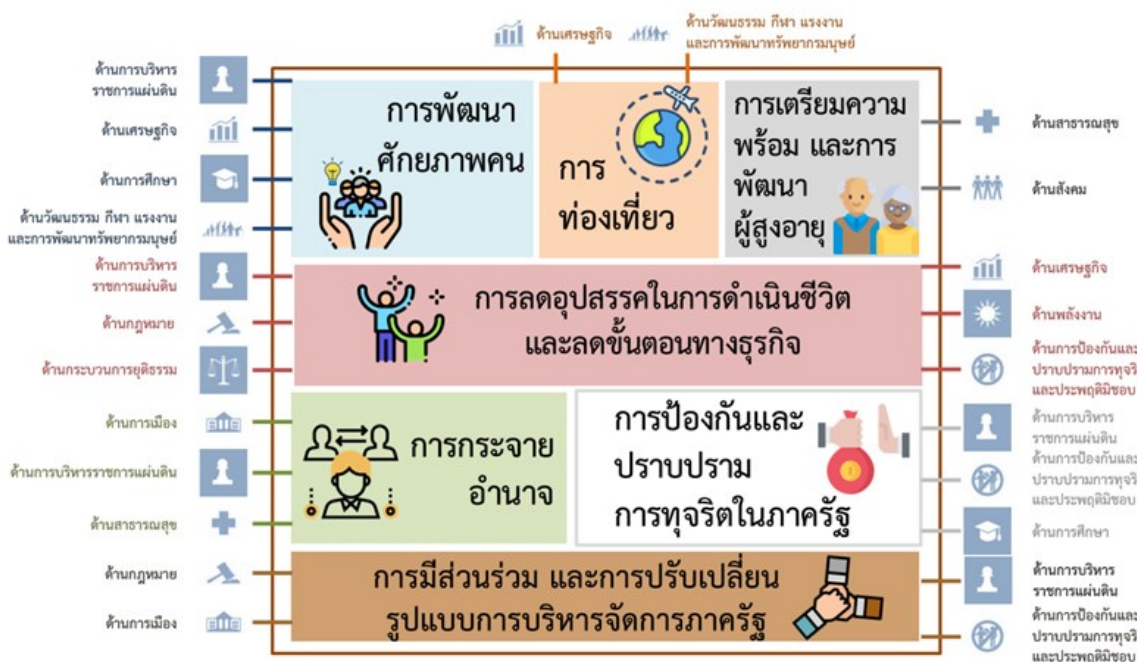 ด้านเศรษฐกิจ
ด้านวัฒนธรรม กีฬา แรงงาน
และการพัฒนาทรัพยากรมนุษย์
ด้านการบริหาร
ราชการแผ่นดิน
ด้านเศรษฐกิจ
ด้านการศึกษา
ด้านวัฒนธรรม กีฬา แรงงาน
และการพัฒนาทรัพยากรมนุษย์
ด้านการบริหาร
ราชการแผ่นดิน
ด้านกฎหมาย
ด้านกระบวนการยุติธรรม
ด้านการเมือง
ด้านการบริหารราชการแผ่นดิน
ด้านสาธารณสุข
ด้านกฎหมาย
ด้านการเมือง
การพัฒนา
ศักยภาพคน
การ
ท่องเที่ยว
การเตรียมความ
พร้อม และการ
พัฒนา
ผู้สูงอายุ
การลดอุปสรรคในการดำเนินชีวิต
และลดขั้นตอนทางธุรกิจ
การกระจาย
อำนาจ
การป้องกันและ
ปราบปราม
การทุจริตในภาครัฐ
การมีส่วนร่วม และการปรับเปลี่ยน
รูปแบบการบริหารจัดการภาครัฐ
ด้านสาธารณสุข
ด้านสังคม
ด้านเศรษฐกิจ
ด้านพลังงาน
ด้านการป้องกันและ
ปราบปรามการทุจริ
และประพฤติมิชอบ
ด้านการบริหาร
ราชการแผ่นดิน
ด้านการป้องกันและ
ปราบปรามการทุจริ
และประพฤติมิชอบ
ด้านการศึกษา
ด้านการบริหาร
ราชการแผ่นดิน
ด้านการป้องกันและ
ปราบปรามการทุจริ
และประพฤติมิชอบ